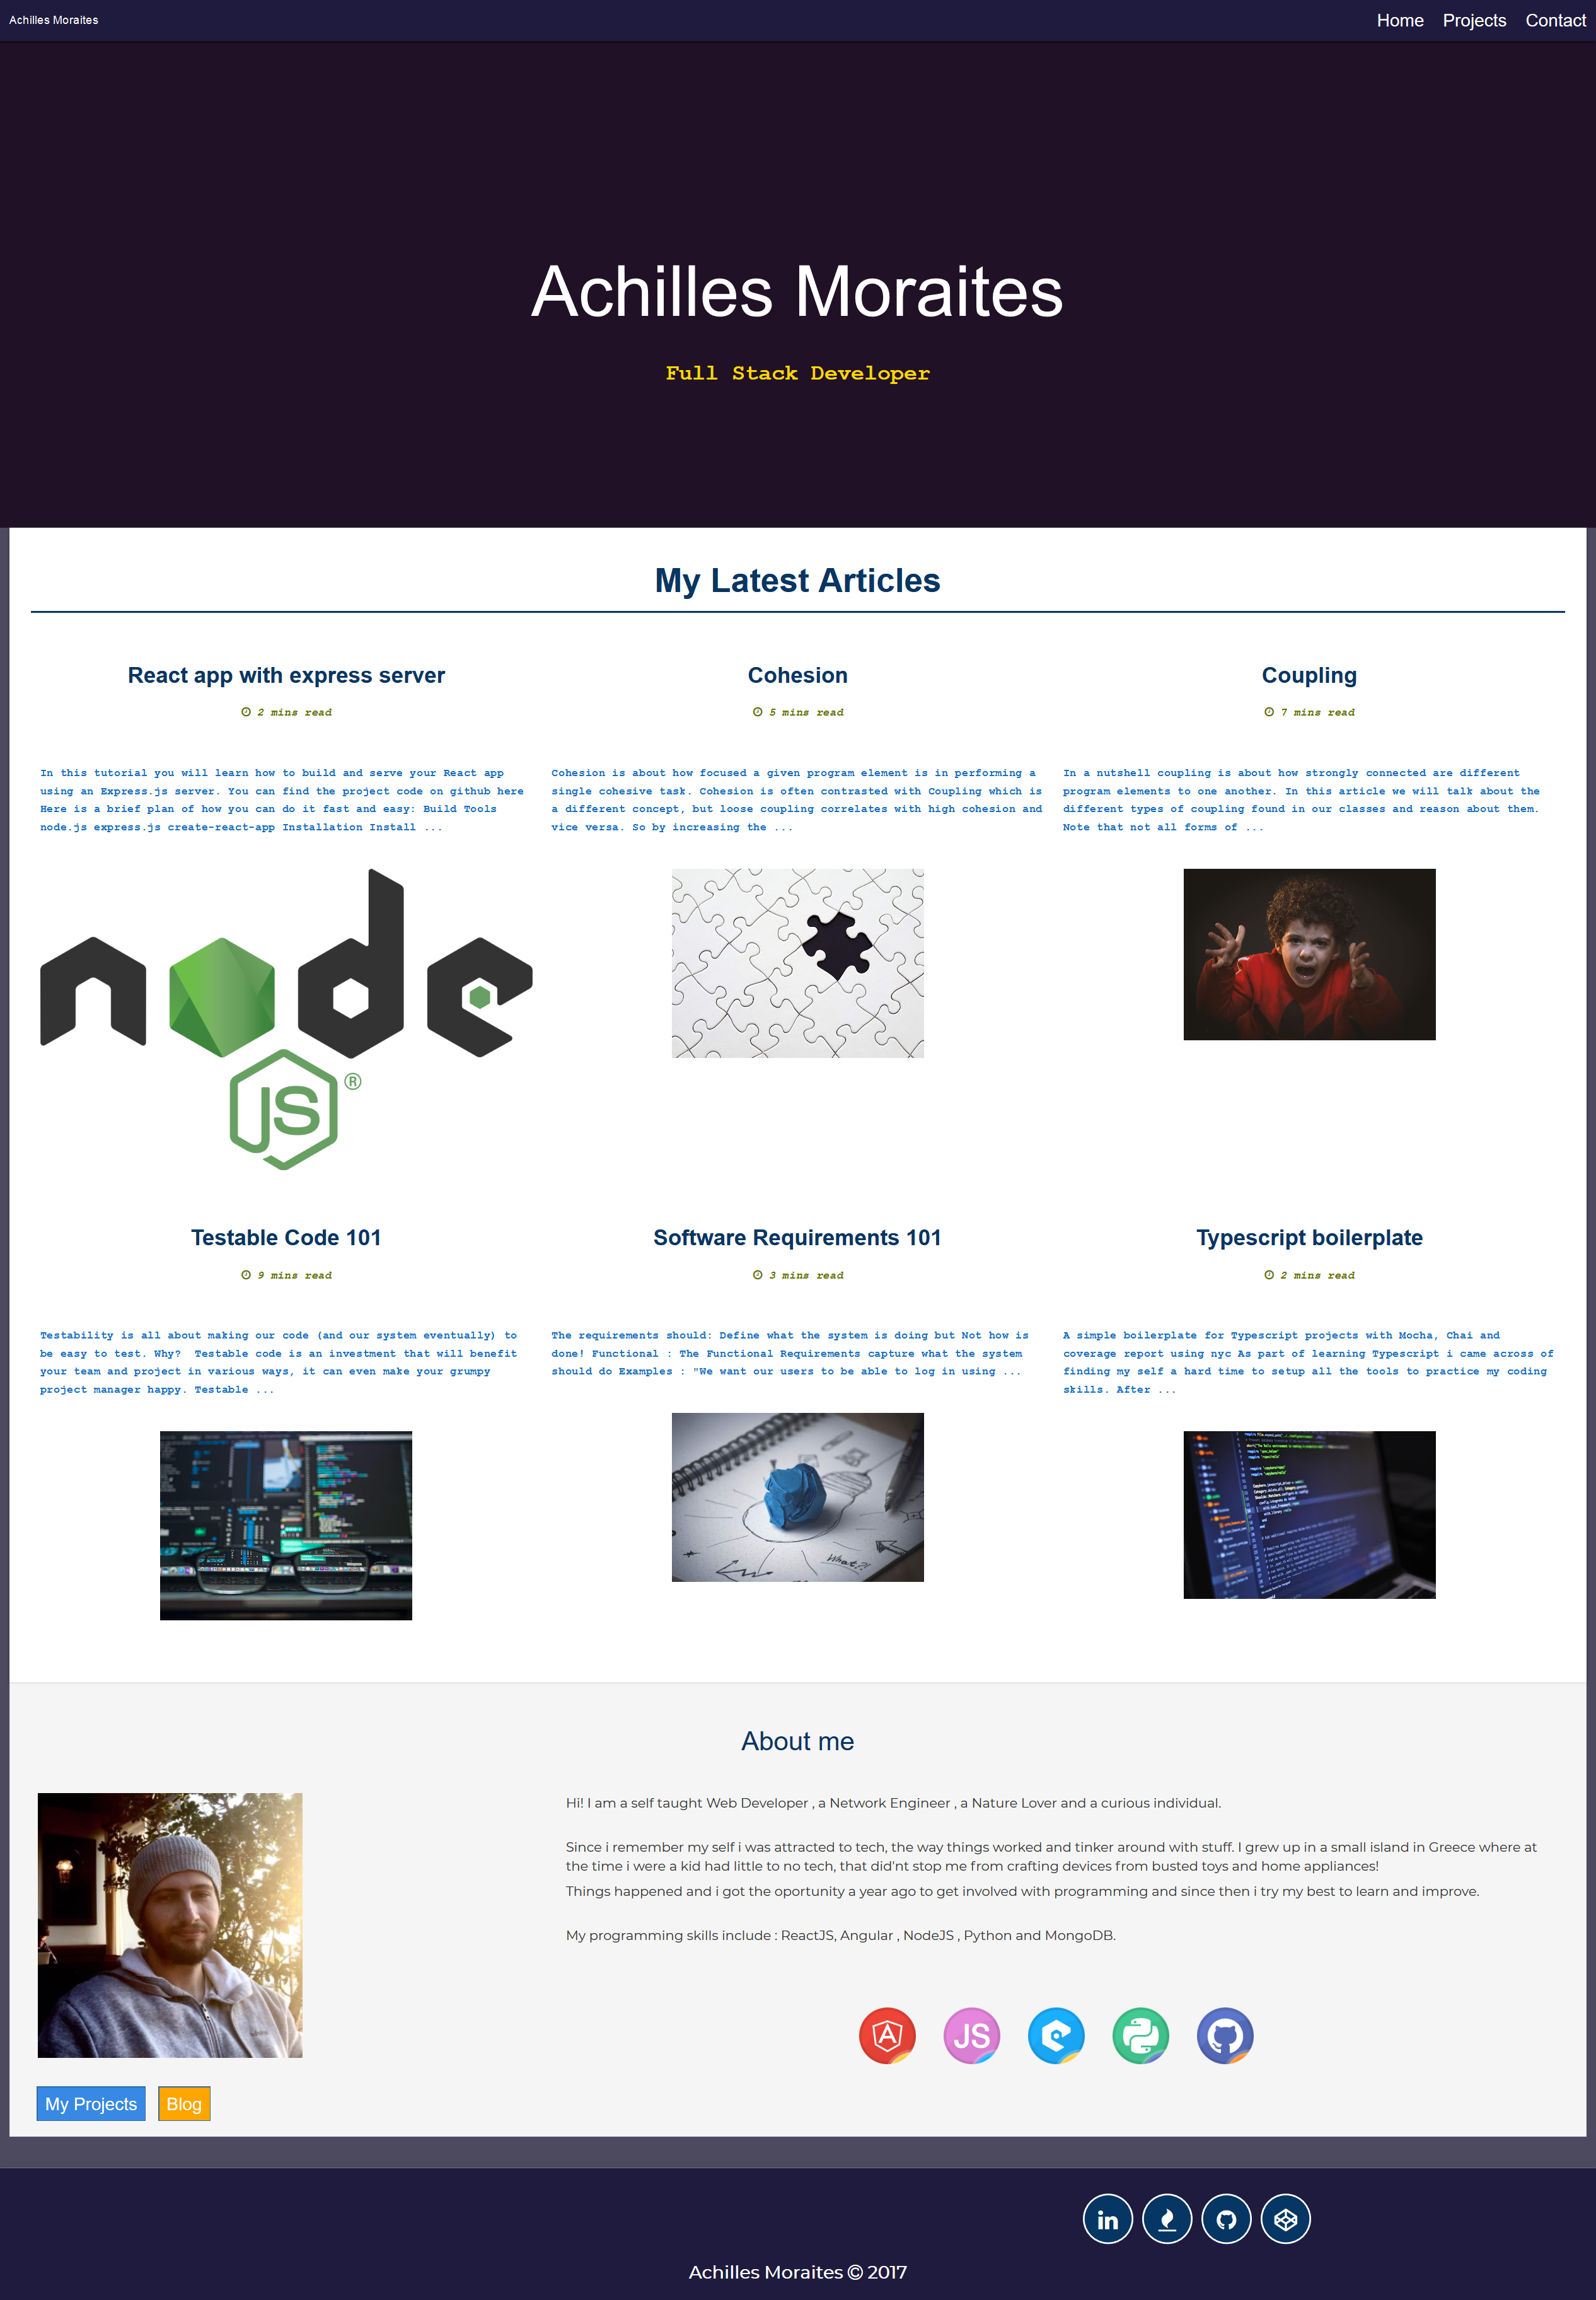 Achilles Moraites
Home Projects Contact
Achilles Moraites
Full Stack Developer
My Latest Articles
React app with express server
2 mins read
In this tutorial you will learn how to build and serve your React app
using an Express.js server. You can find the project code on github here
Here is a brief plan of how you can do it fast and easy: Build Tools
node.js express.js create-react-app Installation Install ...
node
JS ®
Cohesion
5 mins read
Cohesion is about how focused a given program element is in performing a
single cohesive task. Cohesion is often contrasted with Coupling which is
a different concept, but loose coupling correlates with high cohesion and
vice versa. So by increasing the ...
Coupling
7 mins read
In a nutshell coupling is about how strongly connected are different
program elements to one another. In this article we will talk about the
different types of coupling found in our classes and reason about them.
Note that not all forms of ...
Testable Code 101
9 mins read
Testability is all about making our code (and our system eventually) to
be easy to test. Why?  Testable code is an investment that will benefit
your team and project in various ways, it can even make your grumpy
project manager happy. Testable ...
Software Requirements 101
3 mins read
The requirements should: Define what the system is doing but Not how is
done! Functional : The Functional Requirements capture what the system
should do Examples : "We want our users to be able to log in using ...
What?!
Typescript boilerplate
2 mins read
A simple boilerplate for Typescript projects with Mocha, Chai and
coverage report using nyc As part of learning Typescript i came across of
finding my self a hard time to setup all the tools to practice my coding
skills. After ...
About me
Hi! I am a self taught Web Developer , a Network Engineer , a Nature Lover and a curious individual.
Since i remember my self i was attracted to tech, the way things worked and tinker around with stuff. I grew up in a small island in Greece where at
the time i were a kid had little to no tech, that did'nt stop me from crafting devices from busted toys and home appliances!
Things happened and i got the oportunity a year ago to get involved with programming and since then i try my best to learn and improve.
My programming skills include : ReactJS, Angular , NodeJS , Python and MongoDB.
A JS
My Projects Blog
in
Achilles Moraites © 2017